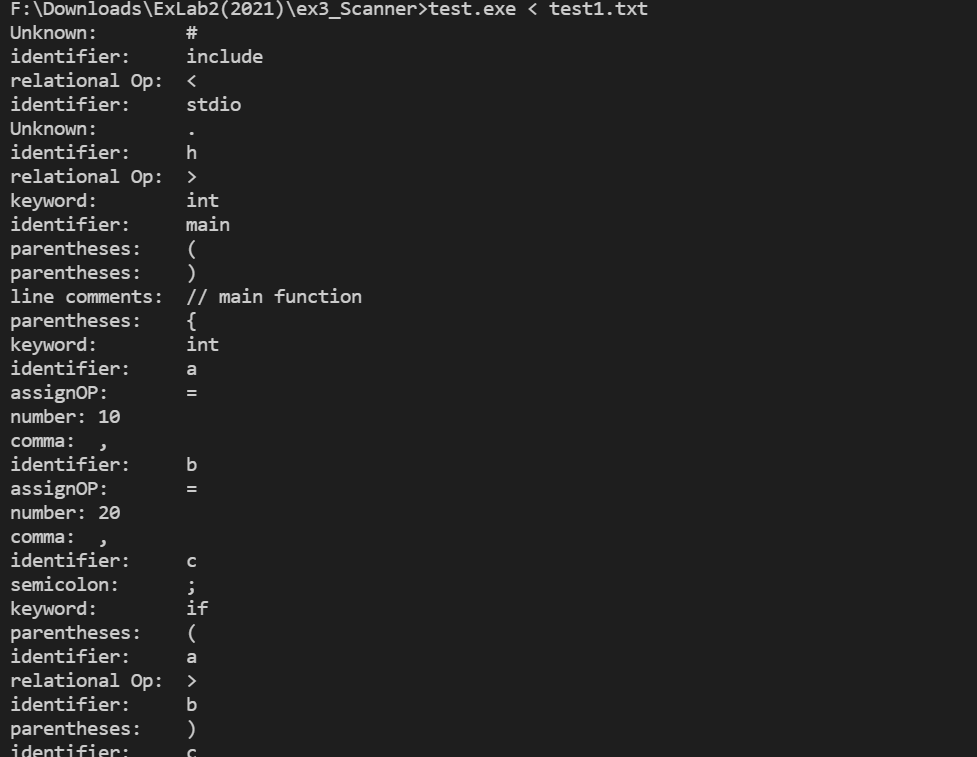 F:\Downloads\ExLab2(2021)\ex3_Scanner>test.exe < test1.txt
Unknown:        #
identifier:     include
relational Op:  <
identifier:     stdio
Unknown:        .
identifier:     h
relational Op:  >
keyword:        int
identifier:     main
parentheses:    (
parentheses:    )
line comments:  // main function
parentheses:    {
keyword:        int
identifier:     a
assignOP:       =
number: 10
comma:  ,
identifier:     b
assignOP:       =
number: 20
comma:  ,
identifier:     c
semicolon:      ;
keyword:        if
parentheses:    (
identifier:     a
relational Op:  >
identifier:     b
parentheses:    )
identifier:     c